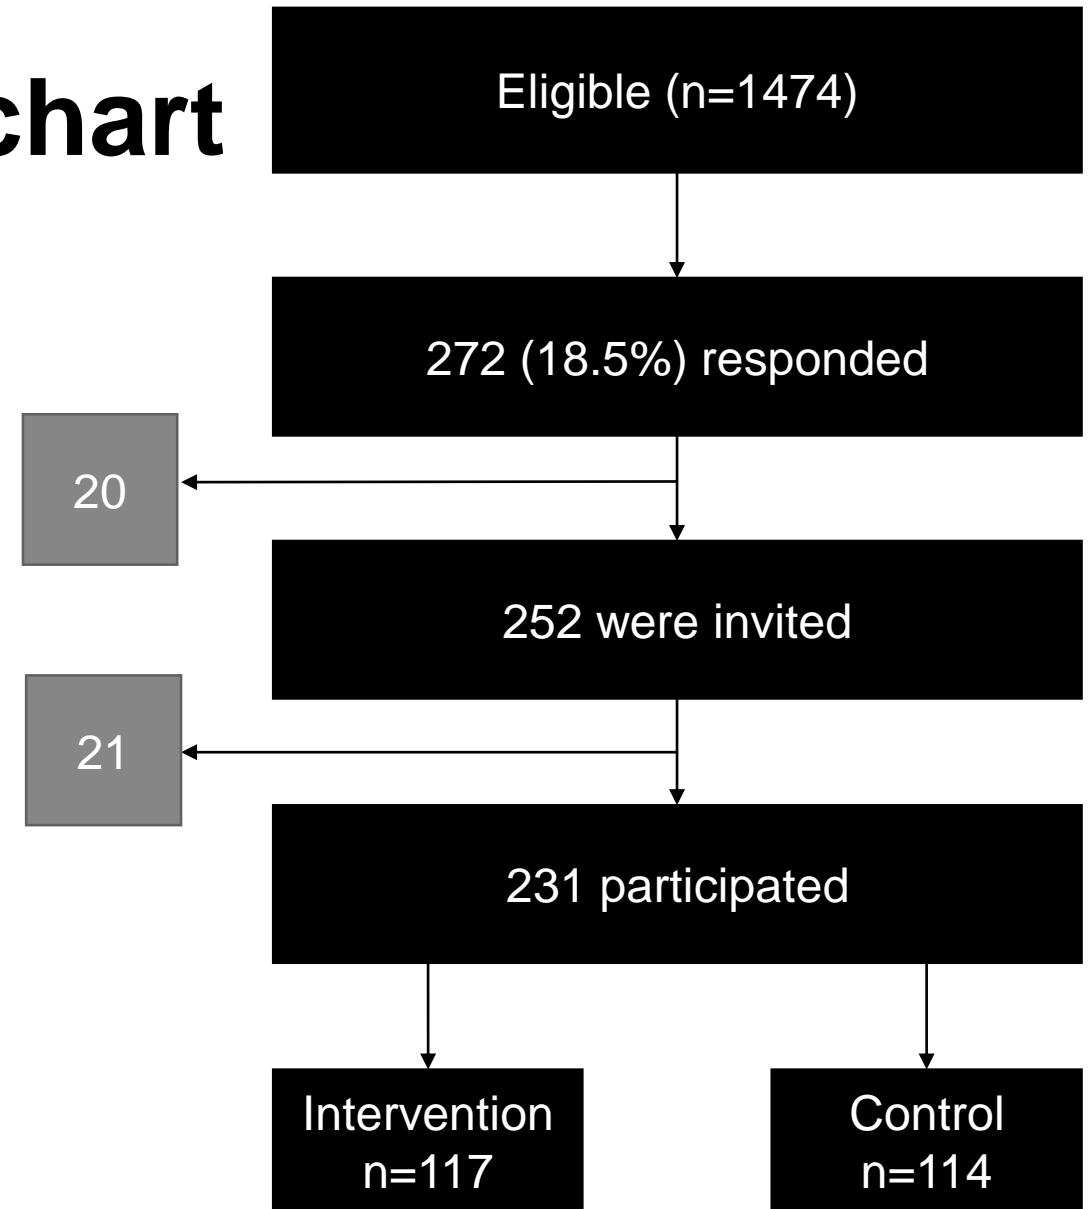 chart
Eligible (n=1474)
272 (18.5%) responded
20
252 were invited
21
231 participated
Intervention
n=117
Control
n=114